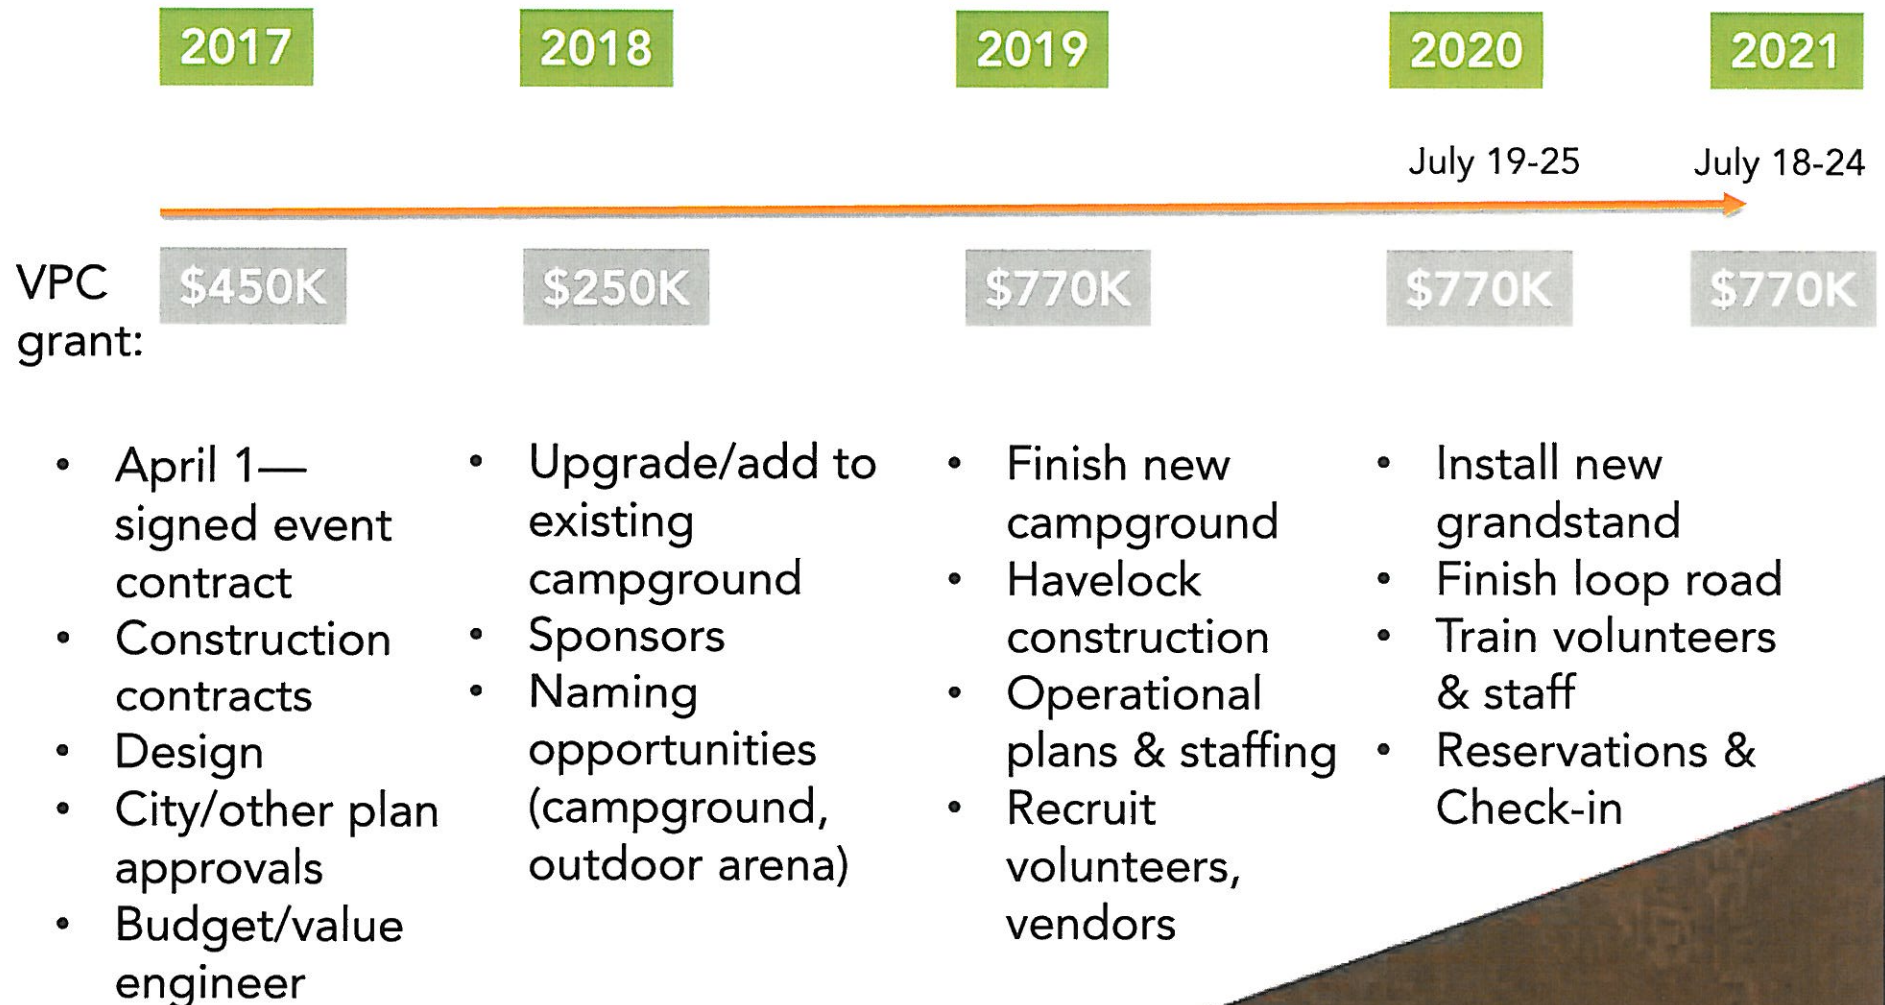 2017
2018
2019
2020
2021
July 19-25
July 18-24
VPC
grant:
$450K
$250K
$770K
$770K
$770K
• April 1—
signed event
contract
• Construction
contracts
• Design
• City/other plan
approvals
• Budget/value
engineer
• Upgrade/add to
existing
campground
• Sponsors
• Naming
opportunities
(campground,
outdoor arena)
• Finish new
campground
• Havelock
construction
• Operational
plans & staffing
• Recruit
volunteers,
vendors
• Install new
grandstand
• Finish loop road
• Train volunteers
& staff
• Reservations &
Check-in